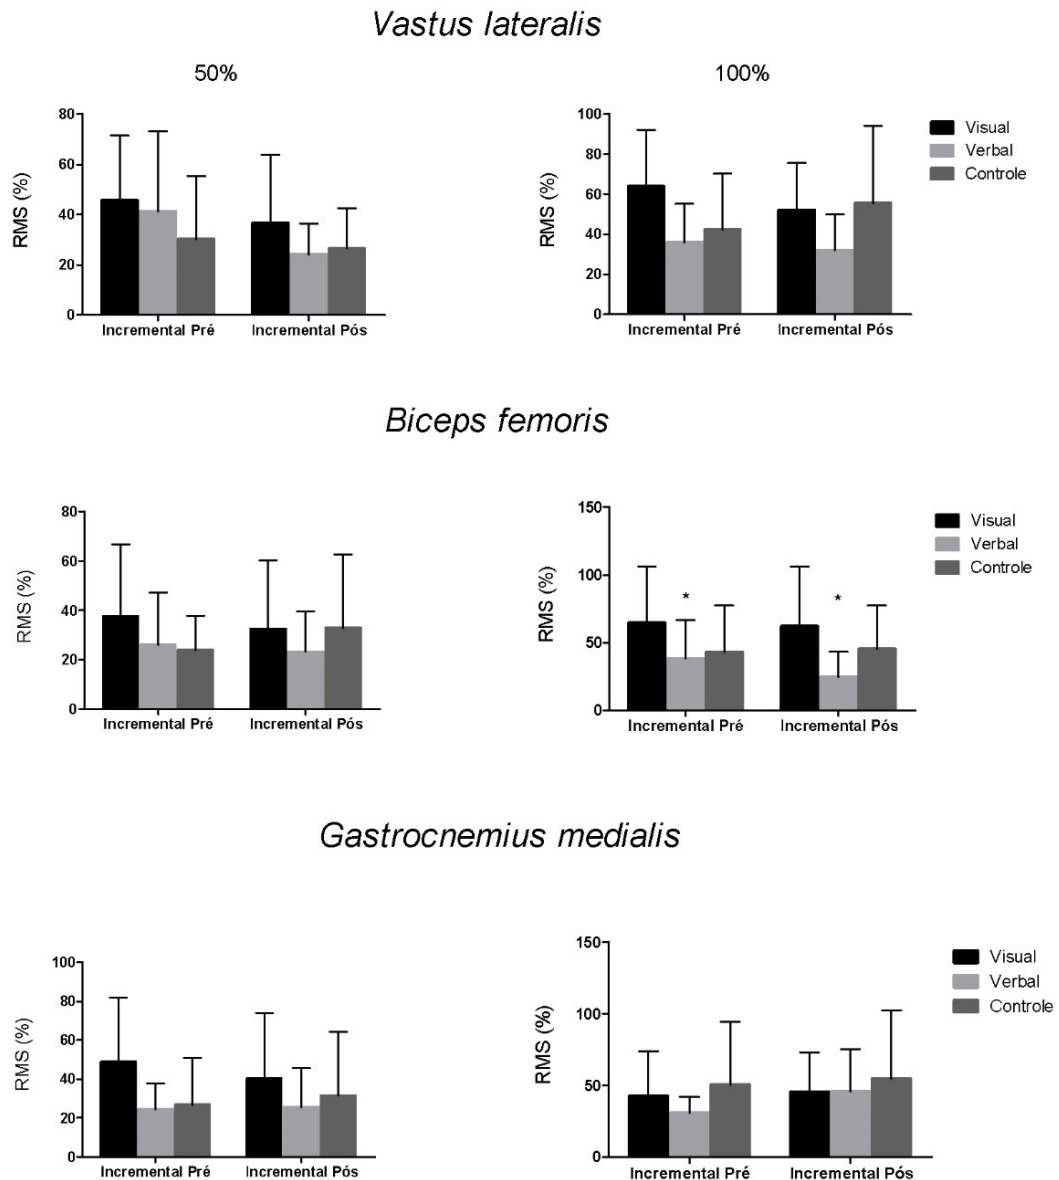 Vastus lateralis
50%
100%
80
60
40
20
0
RMS (%)
Incremental Pré
Incremental Pós
100
80
60
40
20
0
RMS (%)
Incremental Pré
Incremental Pós
Visual
Verbal
Controle
Biceps femoris
80
60
40
20
0
RMS (%)
Incremental Pré
Incremental Pós
150
100
50
0
RMS (%)
*
*
Incremental Pré
Incremental Pós
Visual
Verbal
Controle
Gastrocnemius medialis
100
80
60
40
20
0
RMS (%)
Incremental Pré
Incremental Pós
150
100
50
0
RMS (%)
Incremental Pré
Incremental Pós
Visual
Verbal
Controle